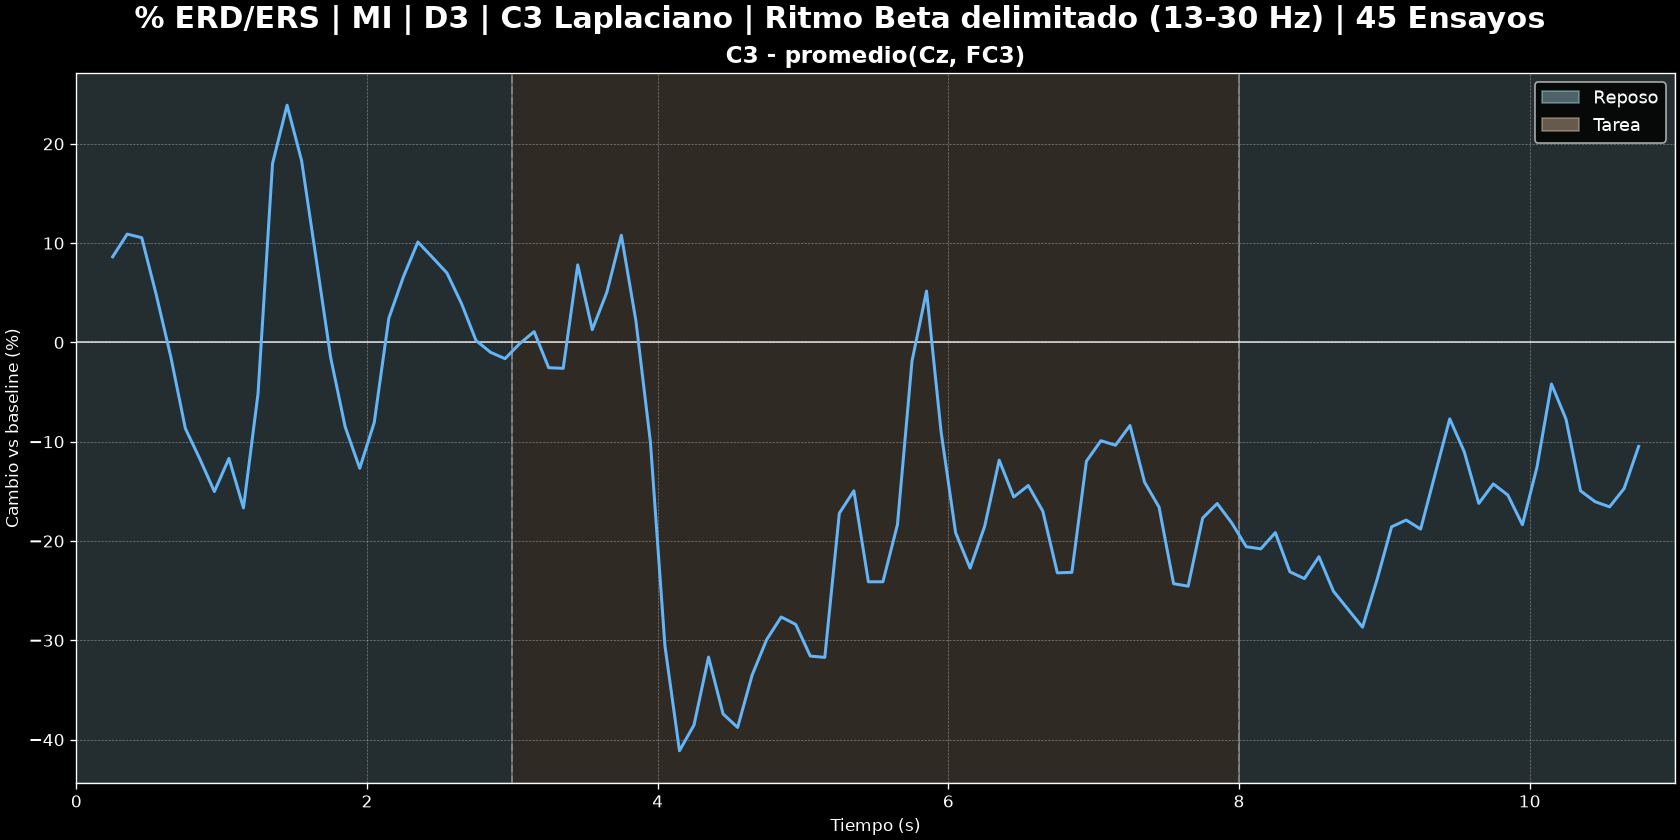 % ERD/ERS | MI | D3 | C3 Laplaciano | Ritmo Beta delimitado (13-30 Hz) | 45 Ensayos
C3 - promedio(Cz, FC3)
Reposo
Tarea
Cambio vs baseline (%)
20
10
0
−10
−20
−30
−40
0
2
4
6
8
10
Tiempo (s)